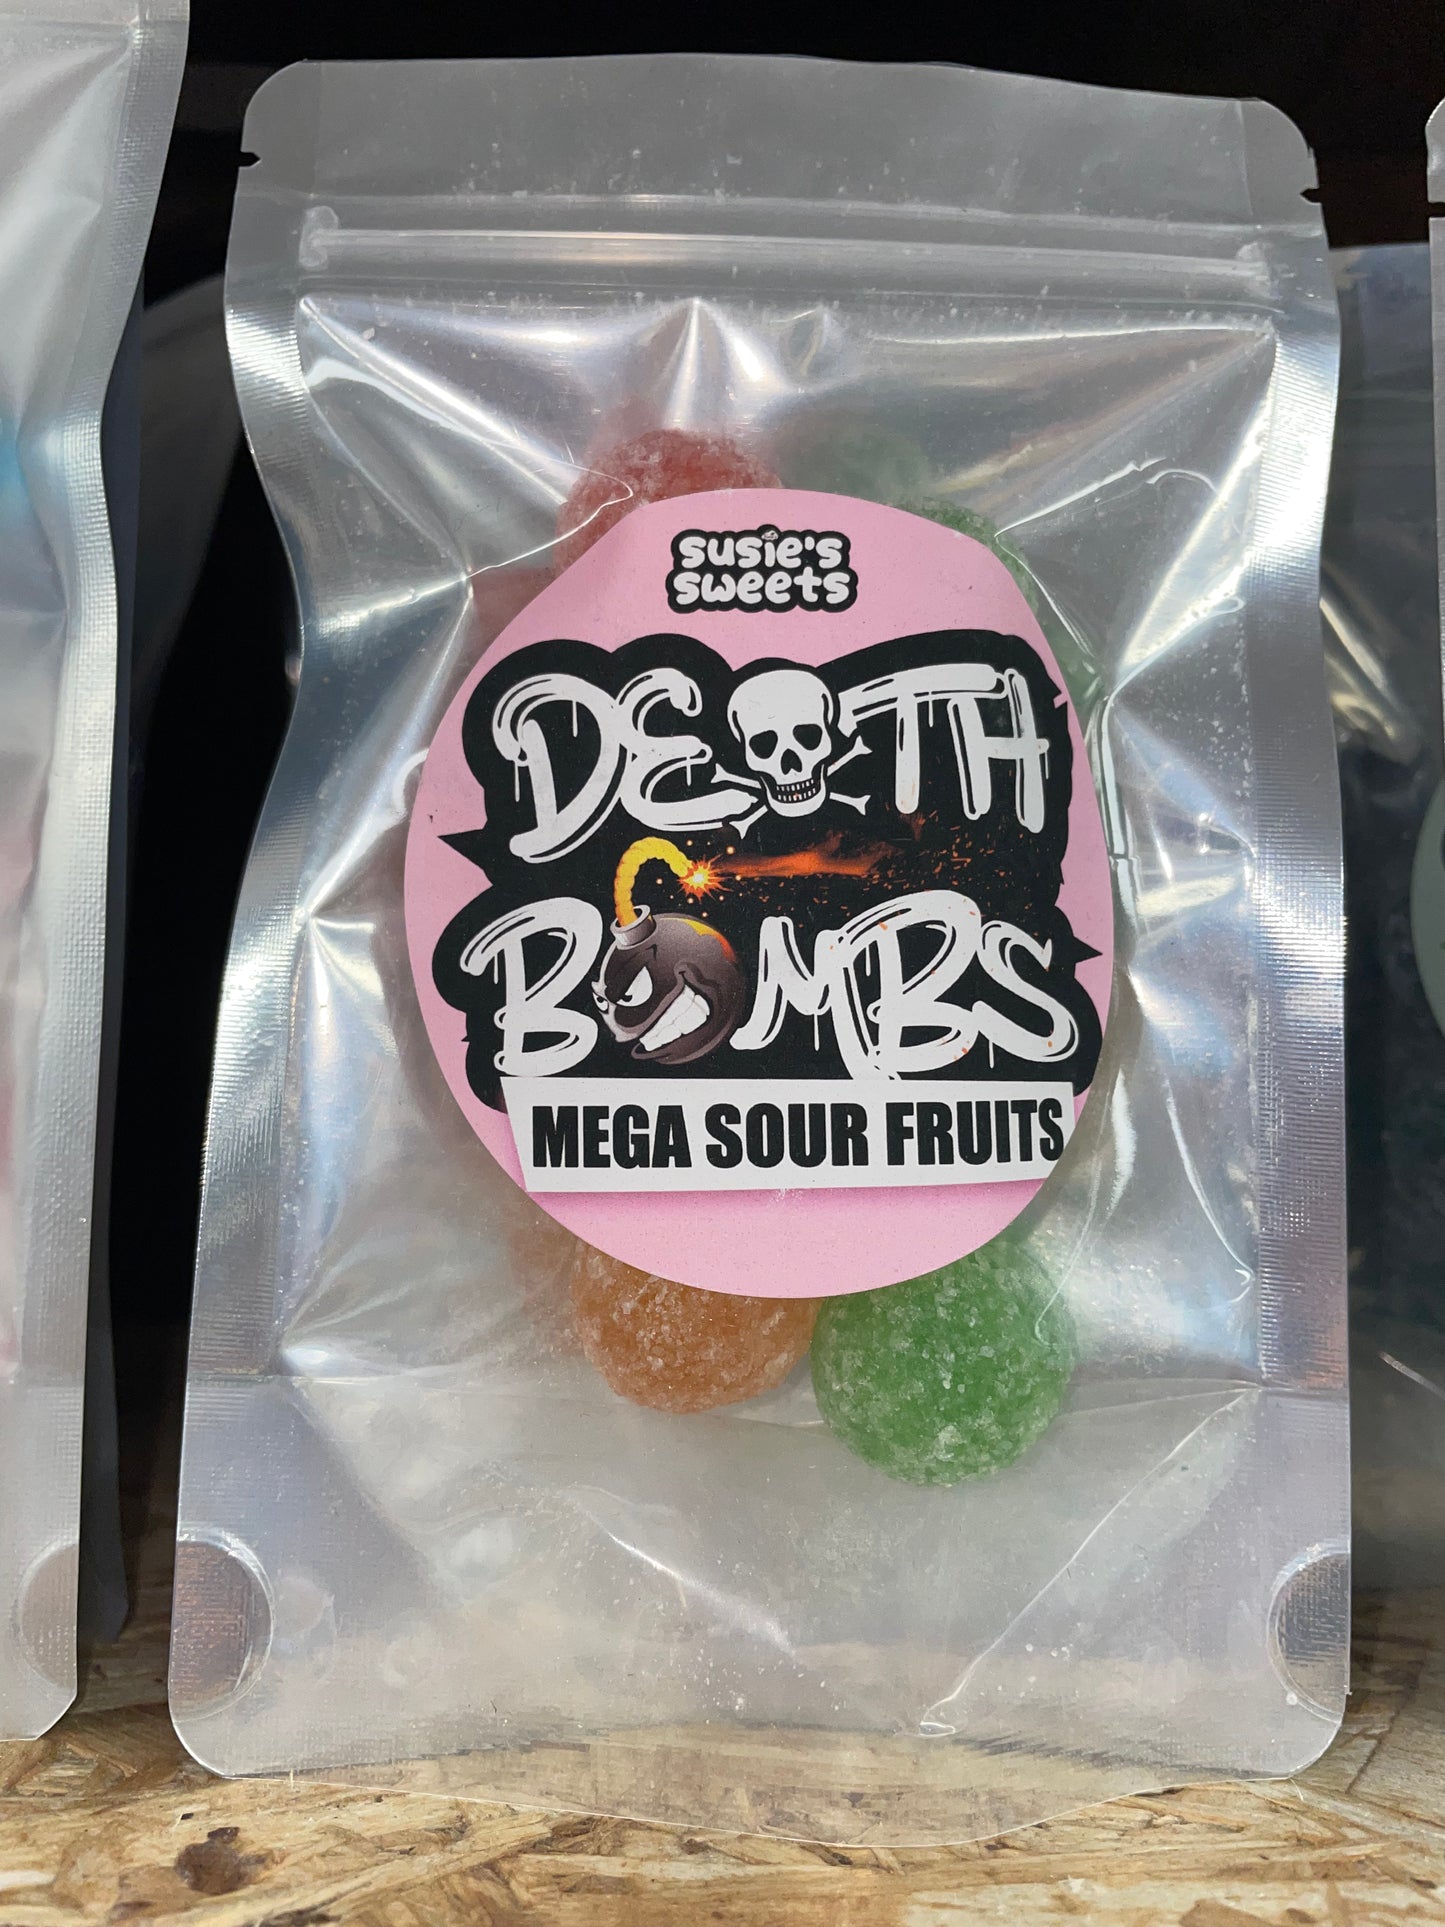 susie's
sweets
DEATH
BOMBS
MEGA SOUR FRUITS